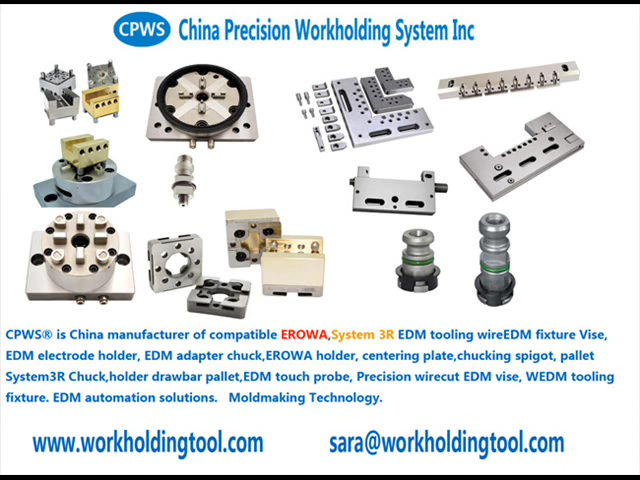 CPWS China Precision Workholding System Inc
CPWS® is China manufacturer of compatible EROWA,System 3R EDM tooling wireEDM fixture Vise,
EDM electrode holder, EDM adapter chuck,EROWA holder, centering plate,chucking spigot, pallet
System3R Chuck,holder drawbar pallet,EDM touch probe, Precision wirecut EDM vise, WEDM tooling
fixture. EDM automation solutions. Moldmaking Technology.
www.workholdingtool.com sara@workholdingtool.com